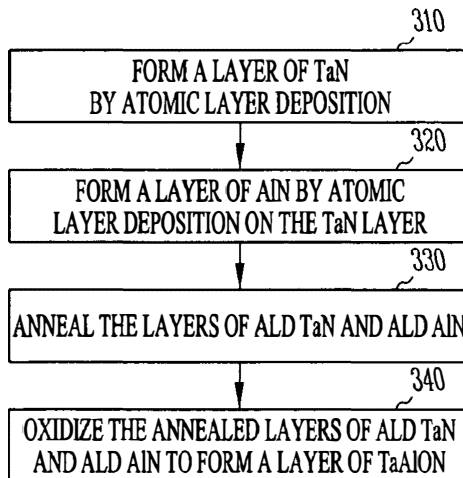 310
FORM A LAYER OF TaN
BY ATOMIC LAYER DEPOSITION
320
FORM A LAYER OF AlN BY ATOMIC
LAYER DEPOSITION ON THE TaN LAYER
330
ANNEAL THE LAYERS OF ALD TaN AND ALD AlN
340
OXIDIZE THE ANNEALED LAYERS OF ALD TaN
AND ALD AlN TO FORM A LAYER OF TaAlON